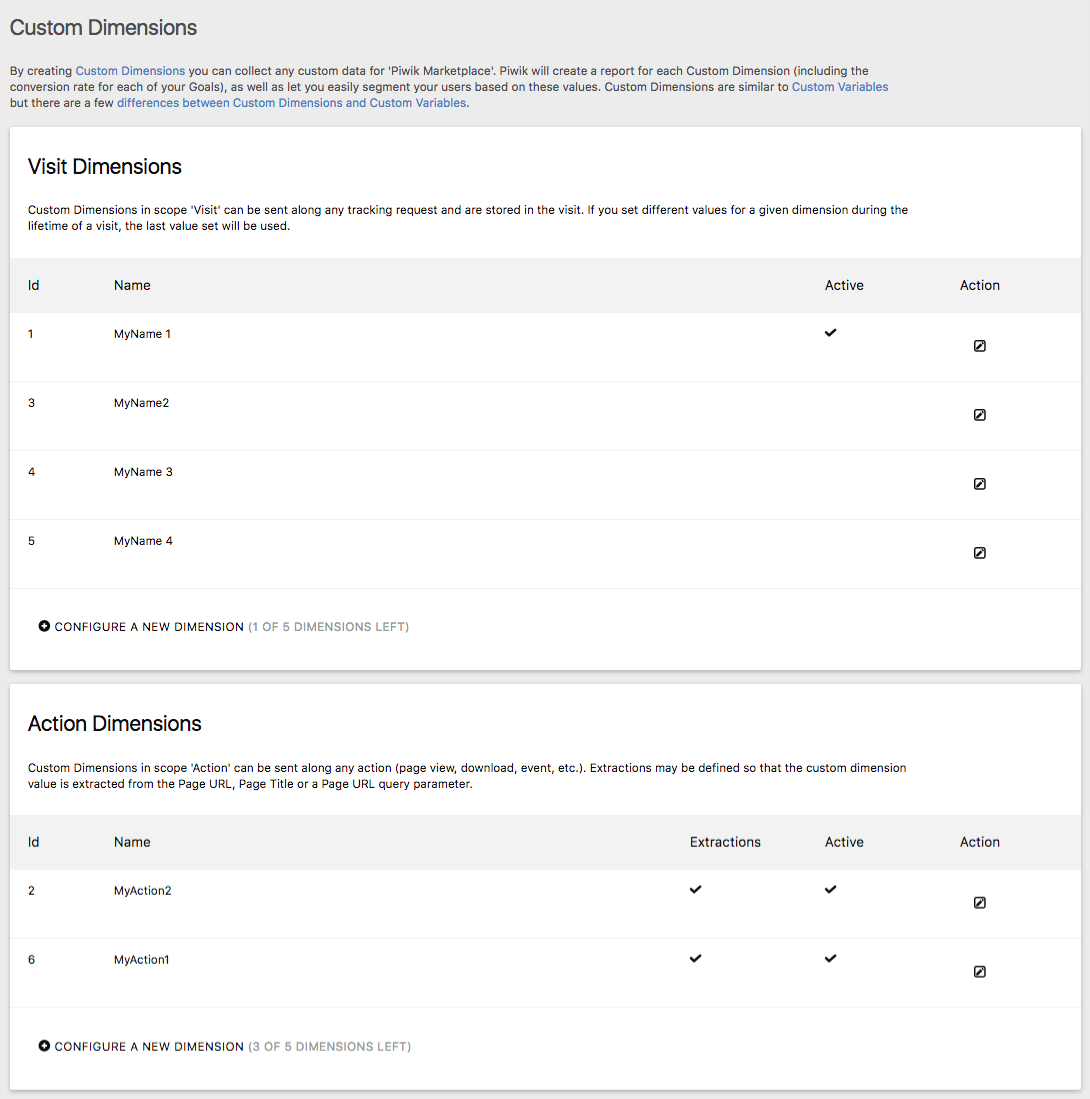 Custom Dimensions
By creating Custom Dimensions you can collect any custom data for 'Piwik Marketplace'. Piwik will create a report for each Custom Dimension (including the
conversion rate for each of your Goals), as well as let you easily segment your users based on these values. Custom Dimensions are similar to Custom Variables
but there are a few differences between Custom Dimensions and Custom Variables.
Visit Dimensions
Custom Dimensions in scope 'Visit' can be sent along any tracking request and are stored in the visit. If you set different values for a given dimension during the
lifetime of a visit, the last value set will be used.
Id Name Active Action
1 MyName 1
3 MyName2
4 MyName 3
5 MyName 4
CONFIGURE A NEW DIMENSION (1 OF 5 DIMENSIONS LEFT)
Action Dimensions
Custom Dimensions in scope 'Action' can be sent along any action (page view, download, event, etc.). Extractions may be defined so that the custom dimension
value is extracted from the Page URL, Page Title or a Page URL query parameter.
Id Name Extractions Active Action
2 MyAction2
6 MyAction1
CONFIGURE A NEW DIMENSION (3 OF 5 DIMENSIONS LEFT)